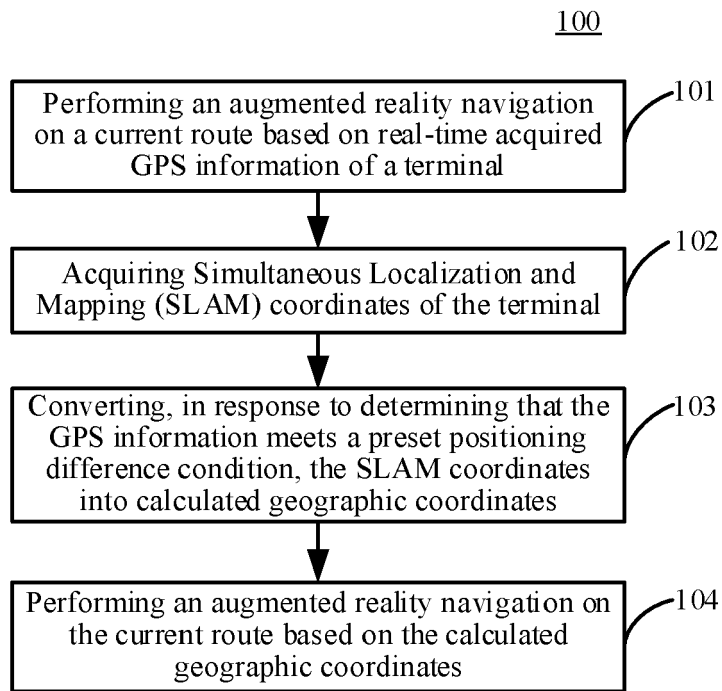 100
Performing an augmented reality navigation
on a current route based on real-time acquired
GPS information of a terminal
101
Acquiring Simultaneous Localization and
Mapping (SLAM) coordinates of the terminal
102
Converting, in response to determining that the
GPS information meets a preset positioning
difference condition, the SLAM coordinates
into calculated geographic coordinates
103
Performing an augmented reality navigation on
the current route based on the calculated
geographic coordinates
104